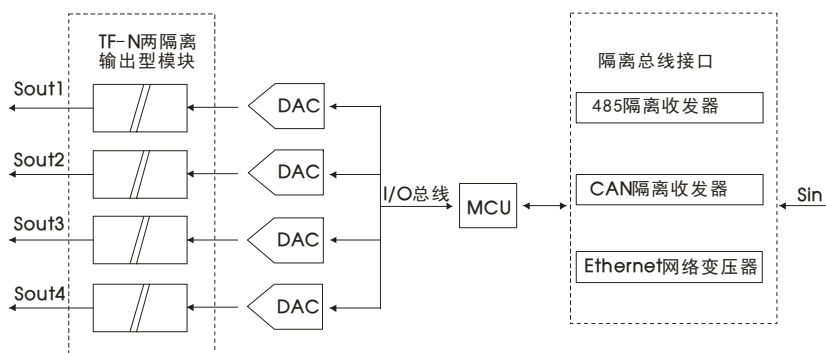 TF-N两隔离
输出型模块
隔离总线接口
Sout1
DAC
485隔离收发器
Sout2
DAC
I/O总线
MCU
CAN隔离收发器
Sin
Sout3
DAC
Ethernet网络变压器
Sout4
DAC